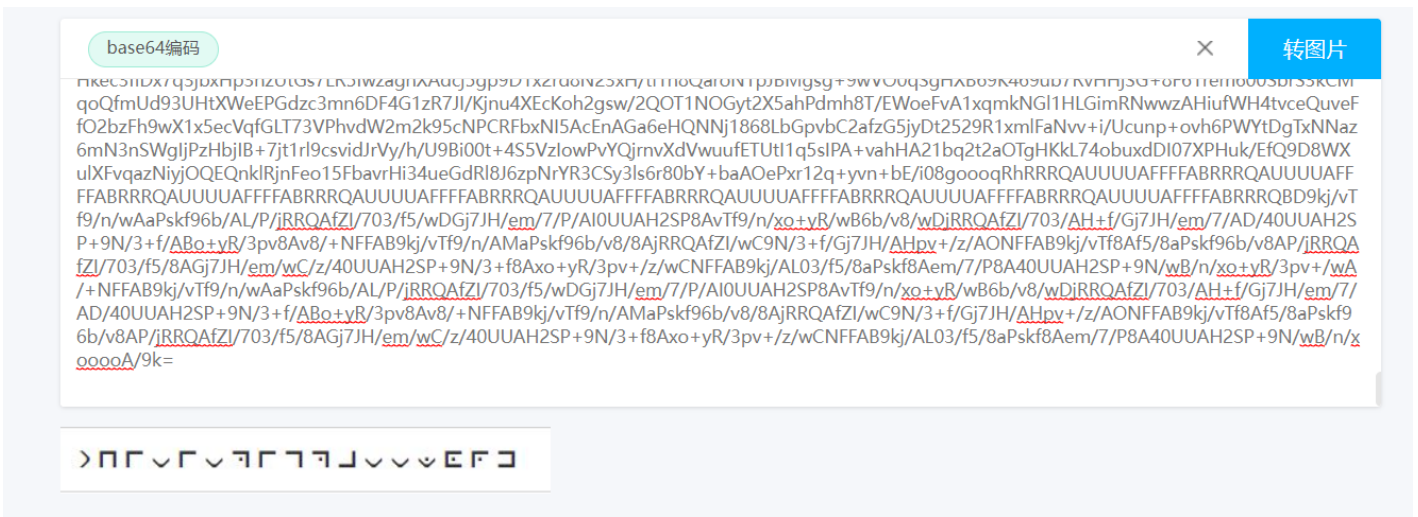 base64编码
转图片
qoQfmUd93UHtXWeEPGdzc3mn6DF4G1zR7JI/Kjnu4XEcKoh2gsw/2QOT1NOGyt2X5ahPdmh8T/EWoeFvA1xqmkNGl1HLGimRNwwzAHiufWH4tvceQuveF
fO2bzFh9wX1x5ecVqfGLT73VPhvdW2m2k95cNPCRFbxNI5AcEnAGa6eHQNNj1868LbGpvbC2afzG5jyDt2529R1xmlFaNvv+i/Ucunp+ovh6PWYtDgTxNNaz
6mN3nSWgIjPzHbjIB+7jt1rl9csvidJrVy/h/U9Bi00t+4S5VzIowPvYQjrnvXdVwuufETUtI1q5sIPA+vahHA21bq2t2aOTgHKkL74obuxdDI07XPHuk/EfQ9D8WX
ulXFvqazNiyjOQEQnklRjnFeo15FbavrHi34ueGdRl8J6zpNrYR3CSy3ls6r80bY+baAOePxr12q+yvn+bE/i08goooqRhRRRQAUUUUAFFFFABRRRQAUUUUAFF
FFABRRRQAUUUUAFFFFABRRRQAUUUUAFFFFABRRRQAUUUUAFFFFABRRRQAUUUUAFFFFABRRRQAUUUUAFFFFABRRRQBD9kj/vT
f9/n/wAaPskf96b/AL/P/jRRQAfZI/703/f5/wDGj7JH/em/7/P/AI0UUAH2SP8AvTf9/n/xo+yR/wB6b/v8/wDjRRQAfZI/703/AH+f/Gj7JH/em/7/AD/40UUAH2S
P+9N/3+f/ABo+yR/3pv8Av8/+NFFAB9kj/vTf9/n/AMaPskf96b/v8/8AjRRQAfZI/wC9N/3+f/Gj7JH/AHpv+/z/AONFFAB9kj/vTf8Af5/8aPskf96b/v8AP/jRRQA
fZI/703/f5/8AGj7JH/em/wC/z/40UUAH2SP+9N/3+f8Axo+yR/3pv+/z/wCNFFAB9kj/AL03/f5/8aPskf8Aem/7/P8A40UUAH2SP+9N/wB/n/xo+yR/3pv+/wA
/+NFFAB9kj/vTf9/n/wAaPskf96b/AL/P/jRRQAfZI/703/f5/wDGj7JH/em/7/P/AI0UUAH2SP8AvTf9/n/xo+yR/wB6b/v8/wDjRRQAfZI/703/AH+f/Gj7JH/em/7/
AD/40UUAH2SP+9N/3+f/ABo+yR/3pv8Av8/+NFFAB9kj/vTf9/n/AMaPskf96b/v8/8AjRRQAfZI/wC9N/3+f/Gj7JH/AHpv+/z/AONFFAB9kj/vTf8Af5/8aPskf9
6b/v8AP/jRRQAfZI/703/f5/8AGj7JH/em/wC/z/40UUAH2SP+9N/3+f8Axo+yR/3pv+/z/wCNFFAB9kj/AL03/f5/8aPskf8Aem/7/P8A40UUAH2SP+9N/wB/n/x
ooooA/9k=